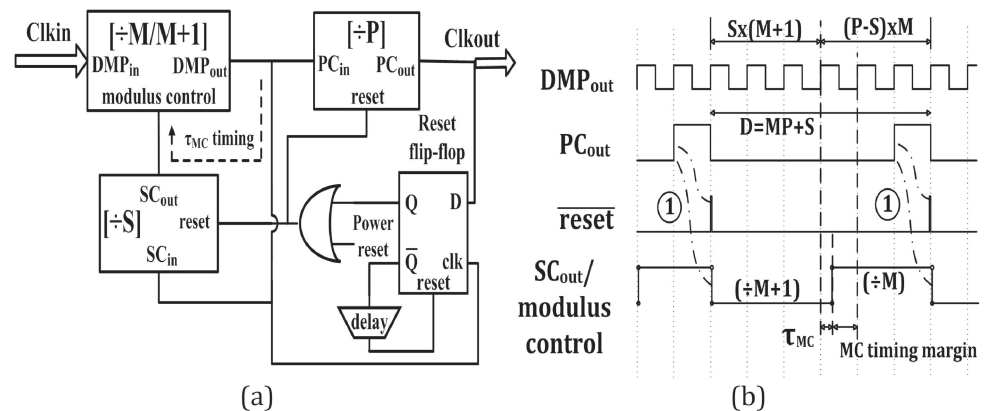 Clkin
[÷M/M+1]
DMPin DMPout
modulus control
[÷P]
PCin PCout
reset
Clkout
τMC timing
Reset
flip-flop
SCout
[÷S]
reset
SCin
Power
reset
Q D
Q̅ clk
reset
delay
(a)
Sx(M+1) (P-S)xM
DMPout
D=MP+S
PCout
1 1
r̅e̅s̅e̅t̅
SCout/
modulus
control
(÷M+1) (÷M)
τMC MC timing margin
(b)